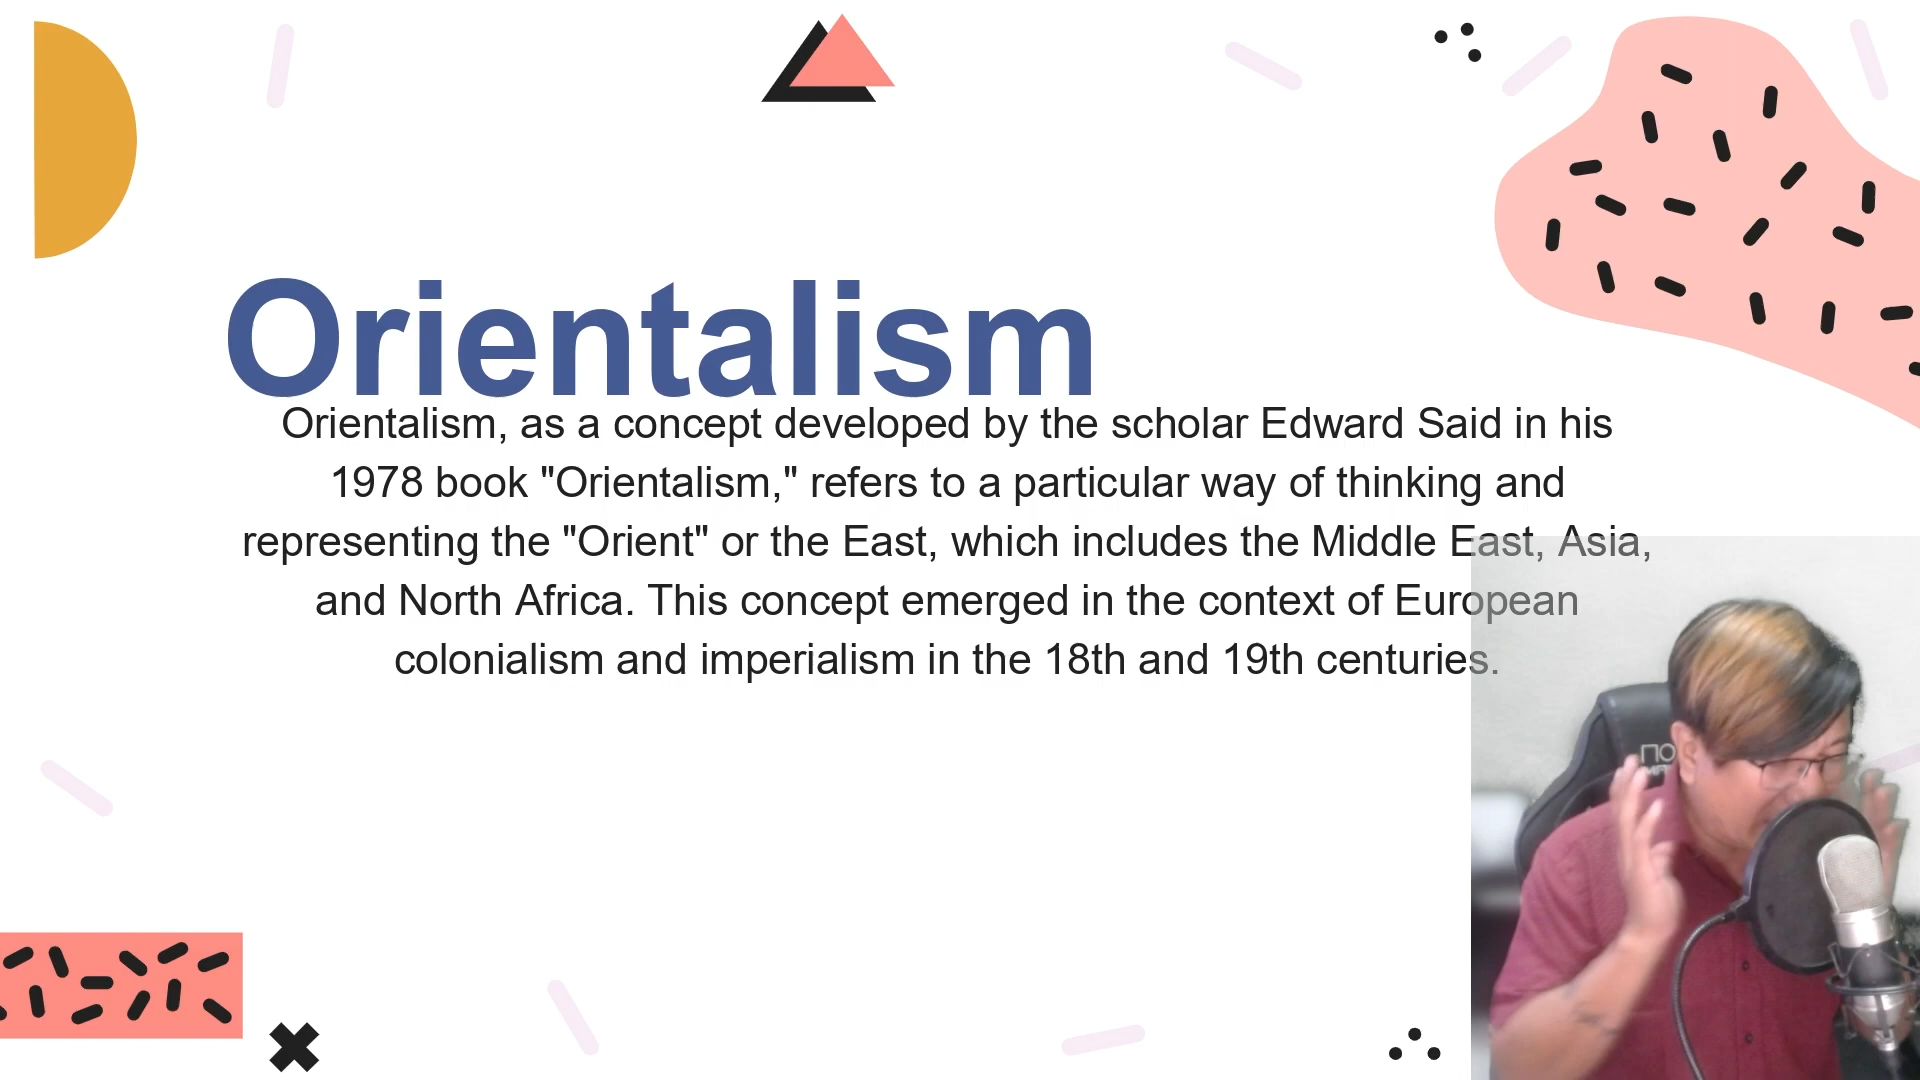 Orientalism
Orientalism, as a concept developed by the scholar Edward Said in his
1978 book "Orientalism," refers to a particular way of thinking and
representing the "Orient" or the East, which includes the Middle East, Asia,
and North Africa. This concept emerged in the context of European
colonialism and imperialism in the 18th and 19th centuries.